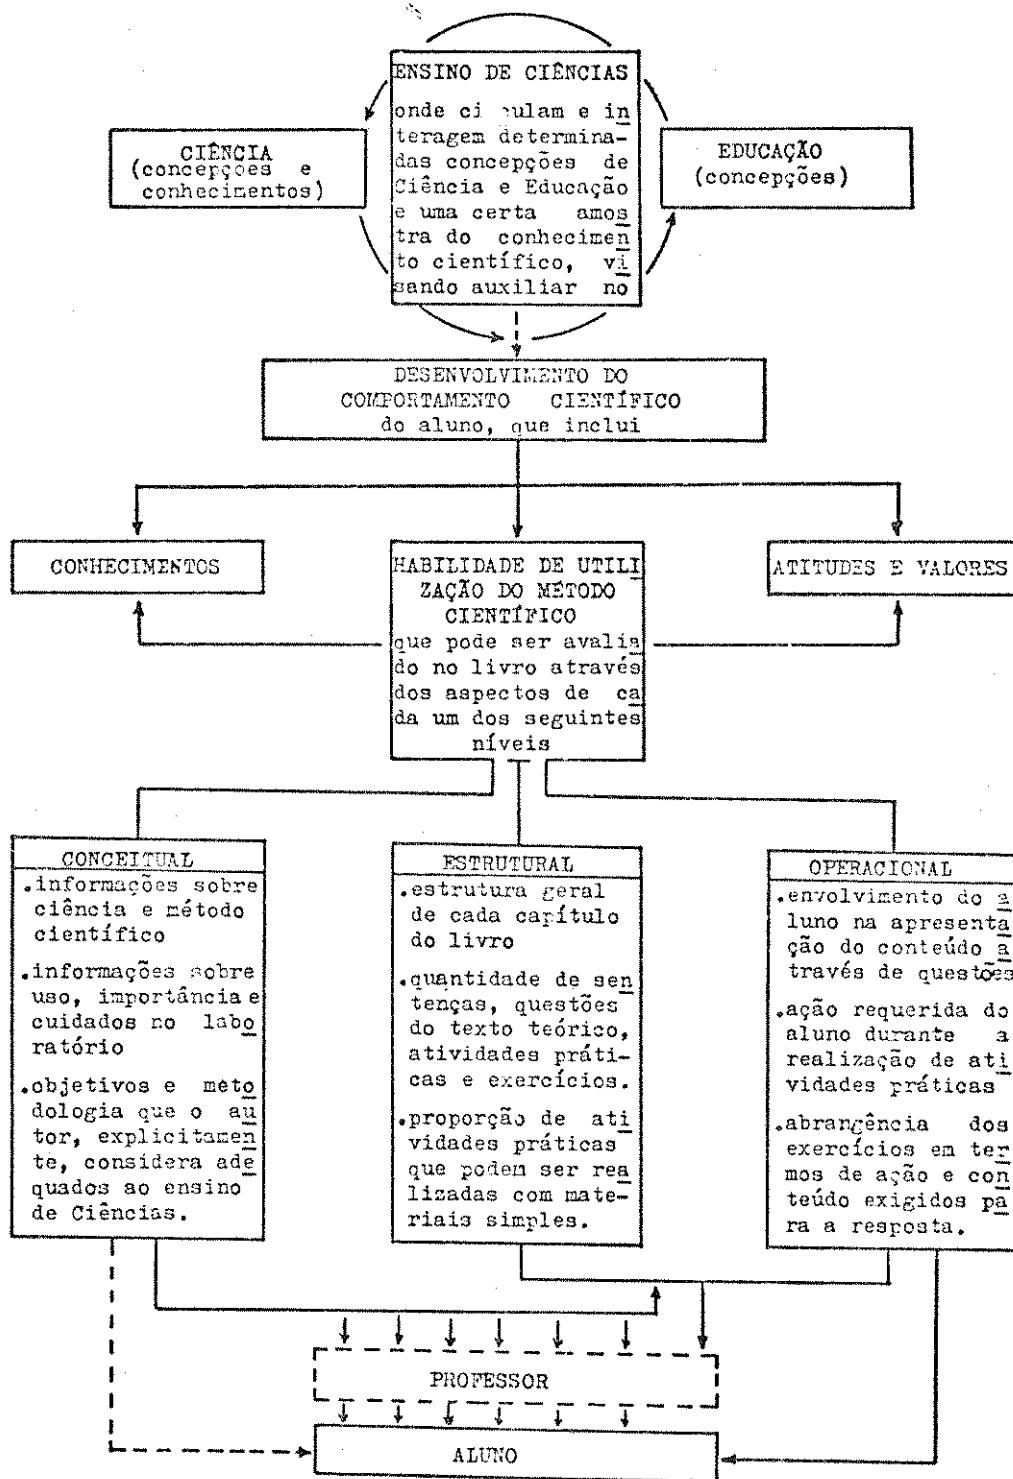 ENSINO DE CIÊNCIAS
onde ci culam e in
teragem determina-
das concepções de
Ciência e Educação
e uma certa amos
tra do conhecimen
to científico, vi
sando auxiliar no
CIÊNCIA
(concepções e
conhecimentos)
EDUCAÇÃO
(concepções)
DESENVOLVIMENTO DO
COMPORTAMENTO CIENTÍFICO
do aluno, que inclui
CONHECIMENTOS
HABILIDADE DE UTILI
ZAÇÃO DO MÉTODO
CIENTÍFICO
que pode ser avalia
do no livro através
dos aspectos de ca
da um dos seguintes
níveis
ATITUDES E VALORES
CONCEITUAL
.informações sobre
ciência e método
científico
.informações sobre
uso, importância e
cuidados no labo
ratório
.objetivos e meto
dologia que o au
tor, explicitamen
te, considera ade
quados ao ensino
de Ciências.
ESTRUTURAL
.estrutura geral
de cada capítulo
do livro
.quantidade de sen
tenças, questões
do texto teórico,
atividades práti-
cas e exercícios.
.proporção de ati
vidades práticas
que podem ser rea
lizadas com mate-
riais simples.
OPERACIONAL
.envolvimento do a
luno na apresenta
ção do conteúdo a
través de questões
.ação requerida do
aluno durante a
realização de ati
vidades práticas
.abrangência dos
exercícios em ter
mos de ação e con
teúdo exigidos pa
ra a resposta.
PROFESSOR
ALUNO